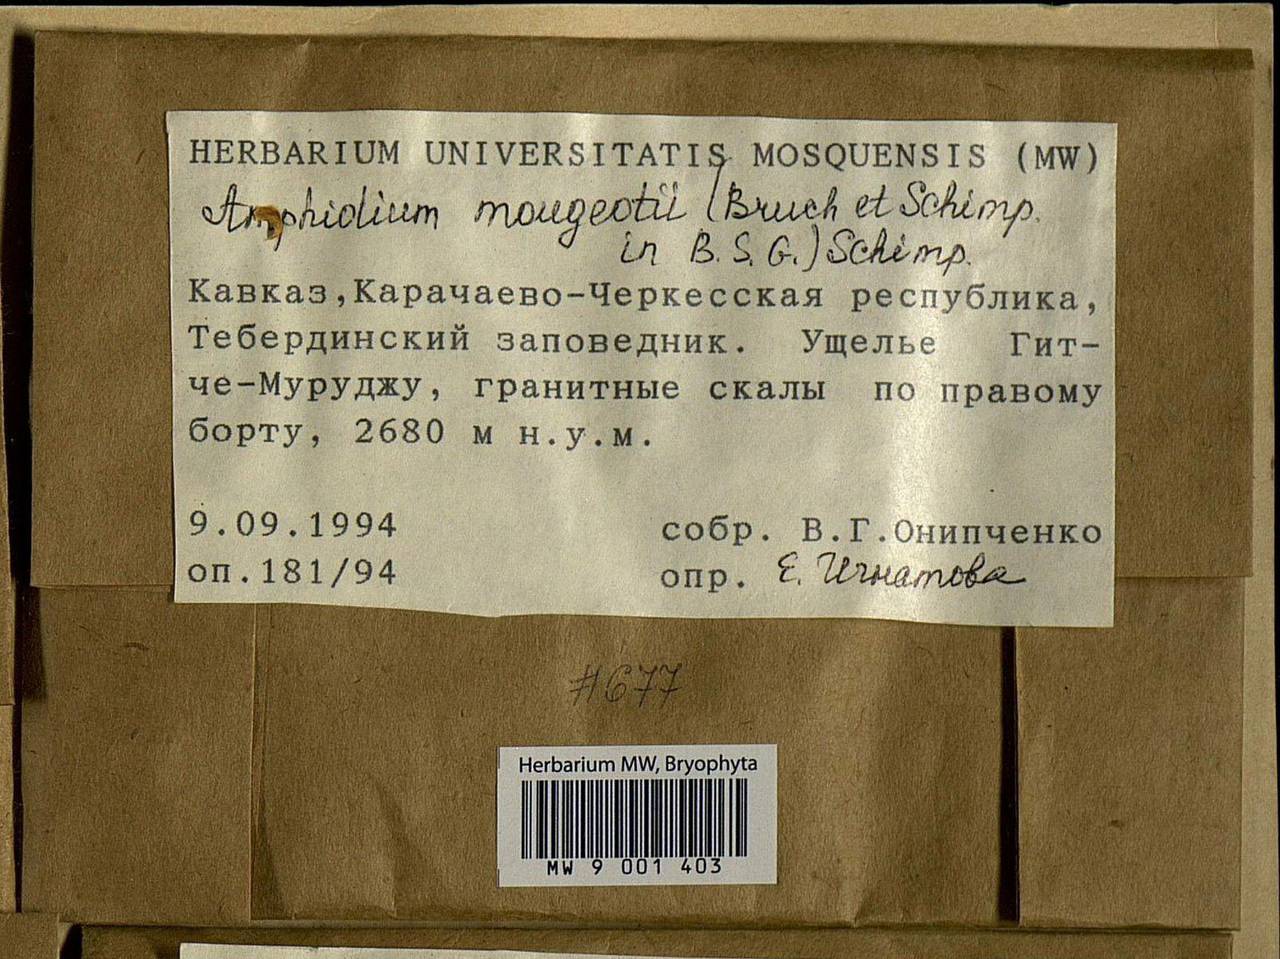 HERBARIUM UNIVERSITATIS MOSQUENSIS (MW)
Amphidium mougeotii (Bruch et Schimp.
in B.S.G.) Schimp.
Кавказ,Карачаево-Черкесская республика,
Тебердинский заповедник. Ущелье Гит-
че-Муруджу, гранитные скалы по правому
борту, 2680 м н.у.м.
9.09.1994 собр. В.Г.Онипченко
оп.181/94 опр. Е. Игнатова
#677
Herbarium MW, Bryophyta
MW 9 001 403